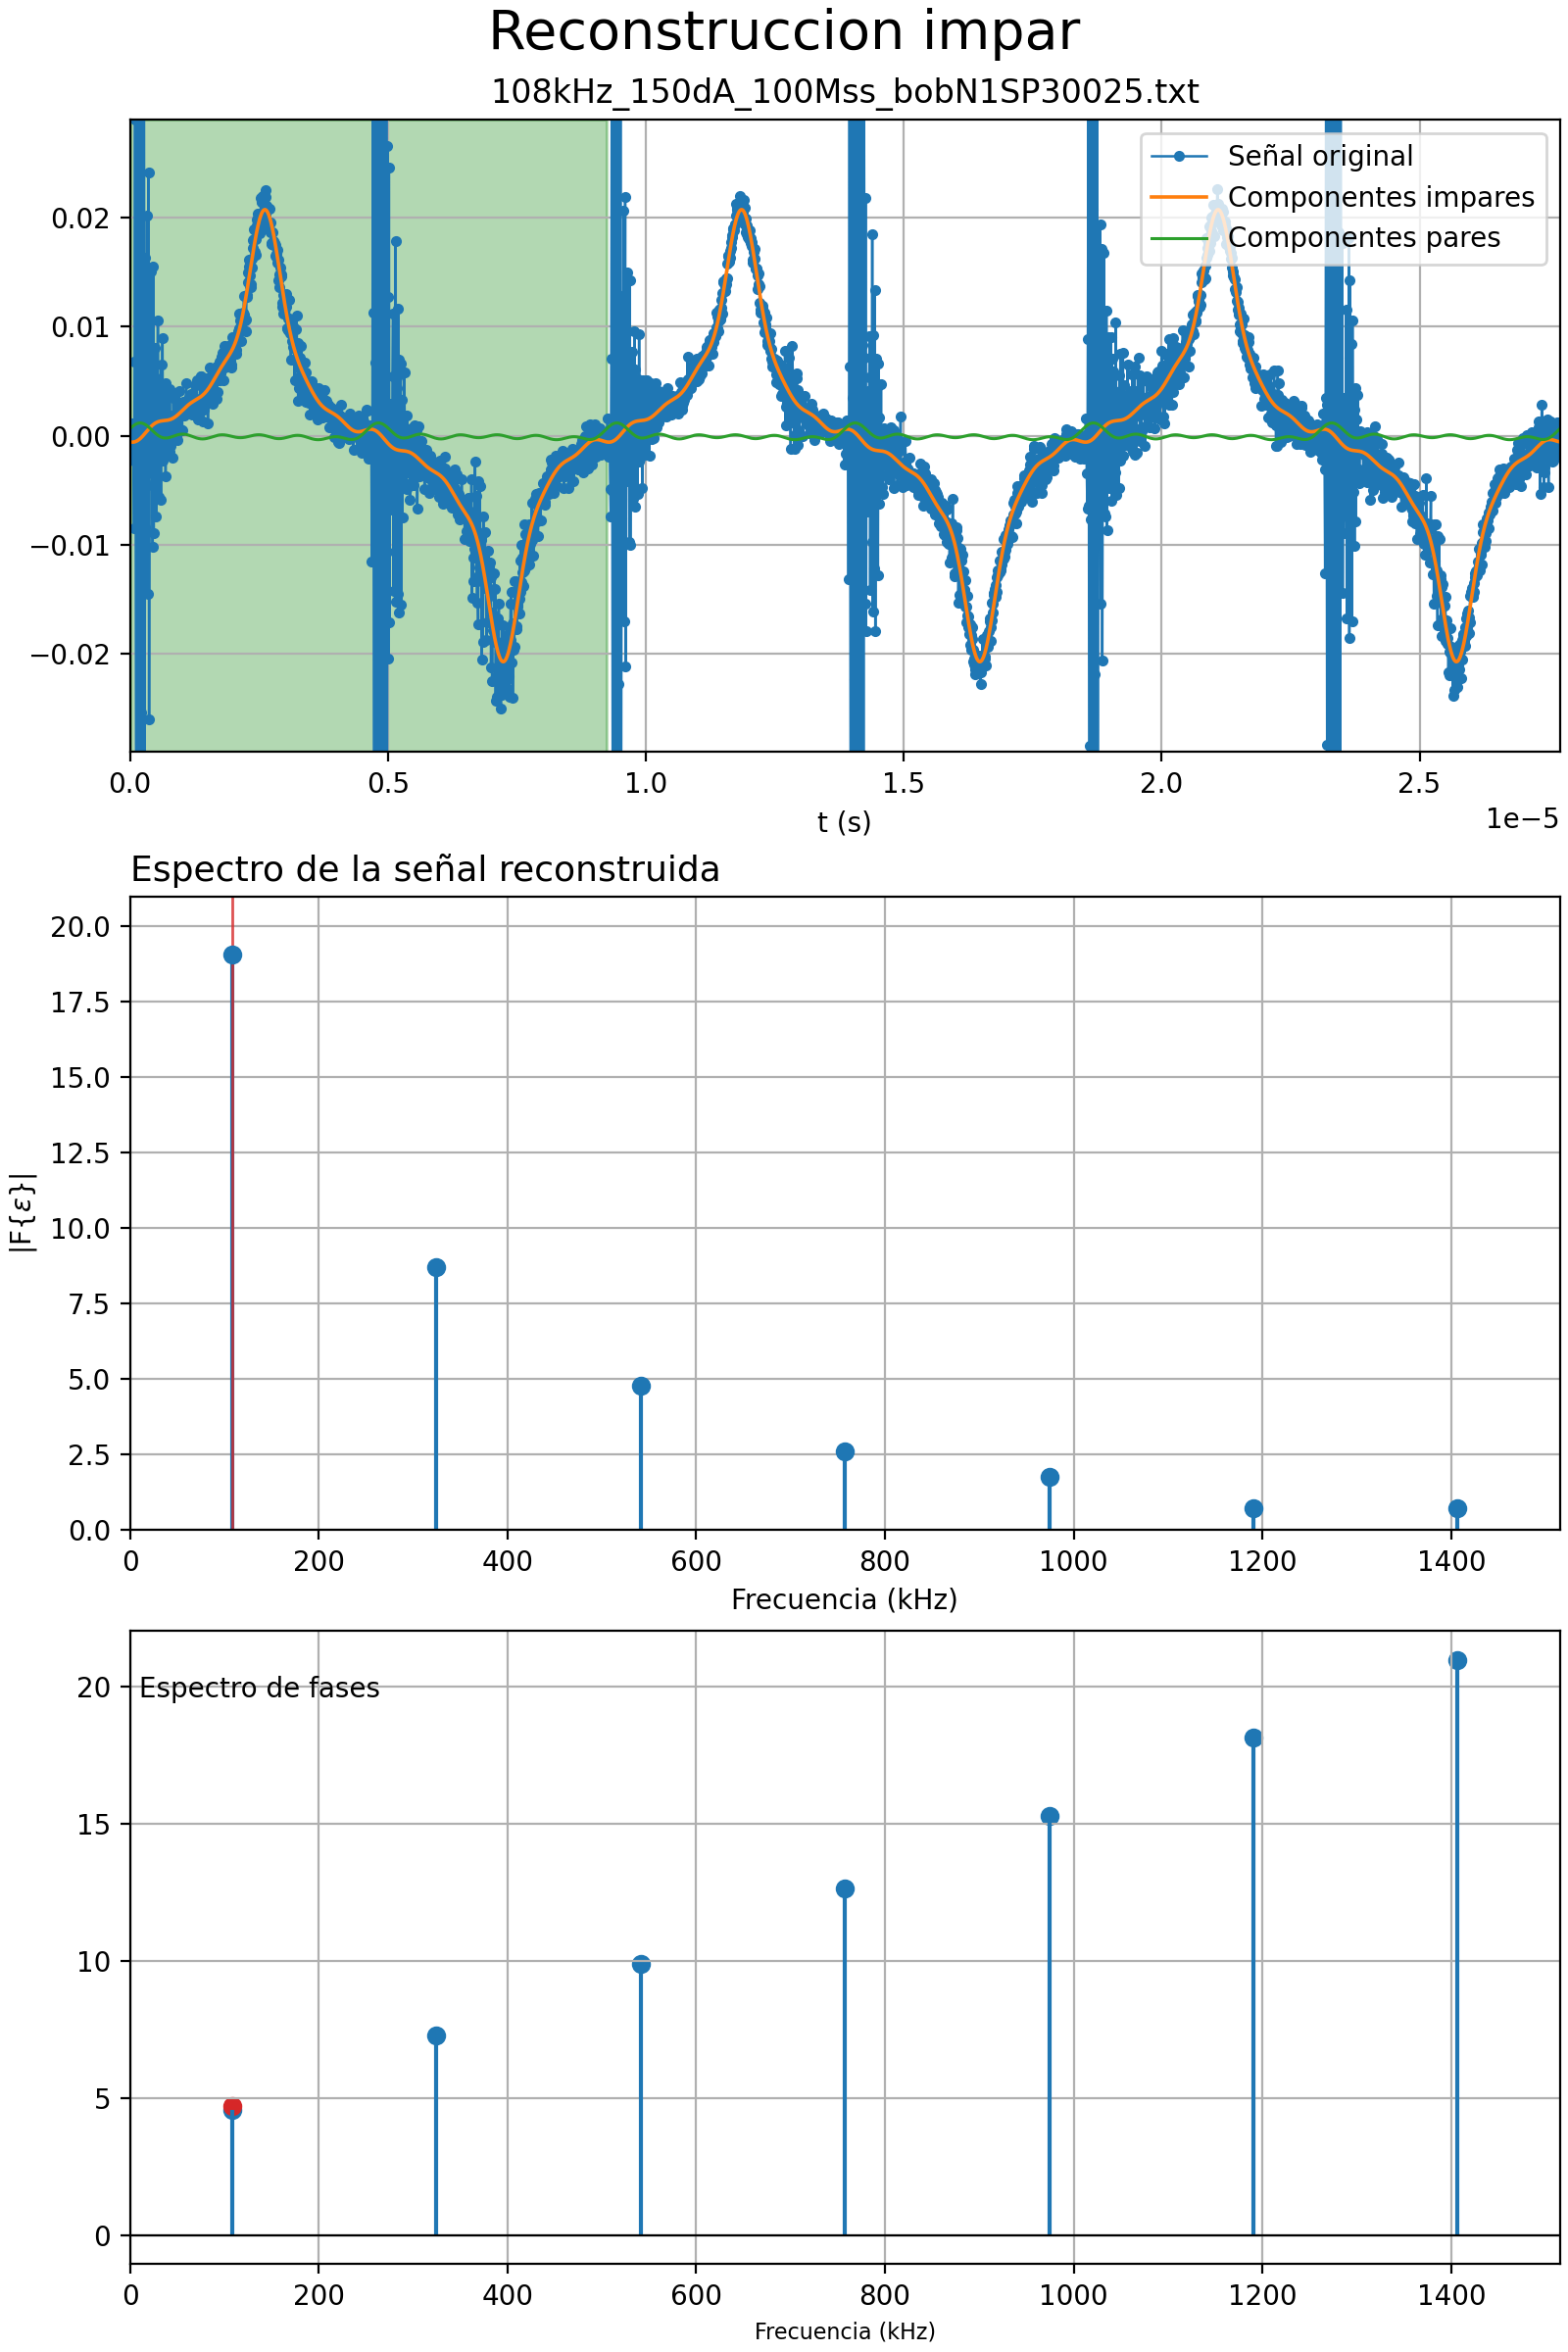 Reconstruccion impar
108kHz_150dA_100Mss_bobN1SP30025.txt
Señal original
Componentes impares
Componentes pares
0.02
0.01
0.00
−0.01
−0.02
0.0 0.5 1.0 1.5 2.0 2.5
1e−5
t (s)
Espectro de la señal reconstruida
20.0
17.5
15.0
12.5
10.0
7.5
5.0
2.5
0.0
|F{ε}|
0 200 400 600 800 1000 1200 1400
Frecuencia (kHz)
Espectro de fases
20
15
10
5
0
0 200 400 600 800 1000 1200 1400
Frecuencia (kHz)